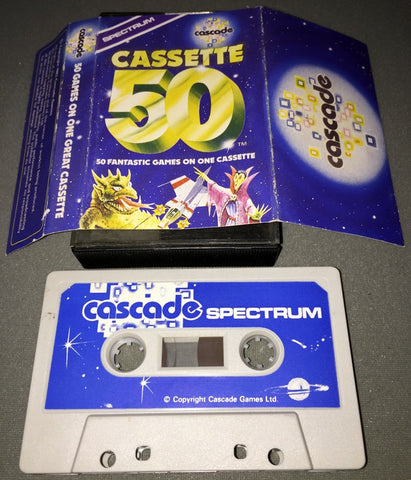 SPECTRUM
cascade
CASSETTE
50 TM
50 FANTASTIC GAMES ON ONE CASSETTE
cascade
50 GAMES ON ONE GREAT CASSETTE
cascade
cascade SPECTRUM
© Copyright Cascade Games Ltd.